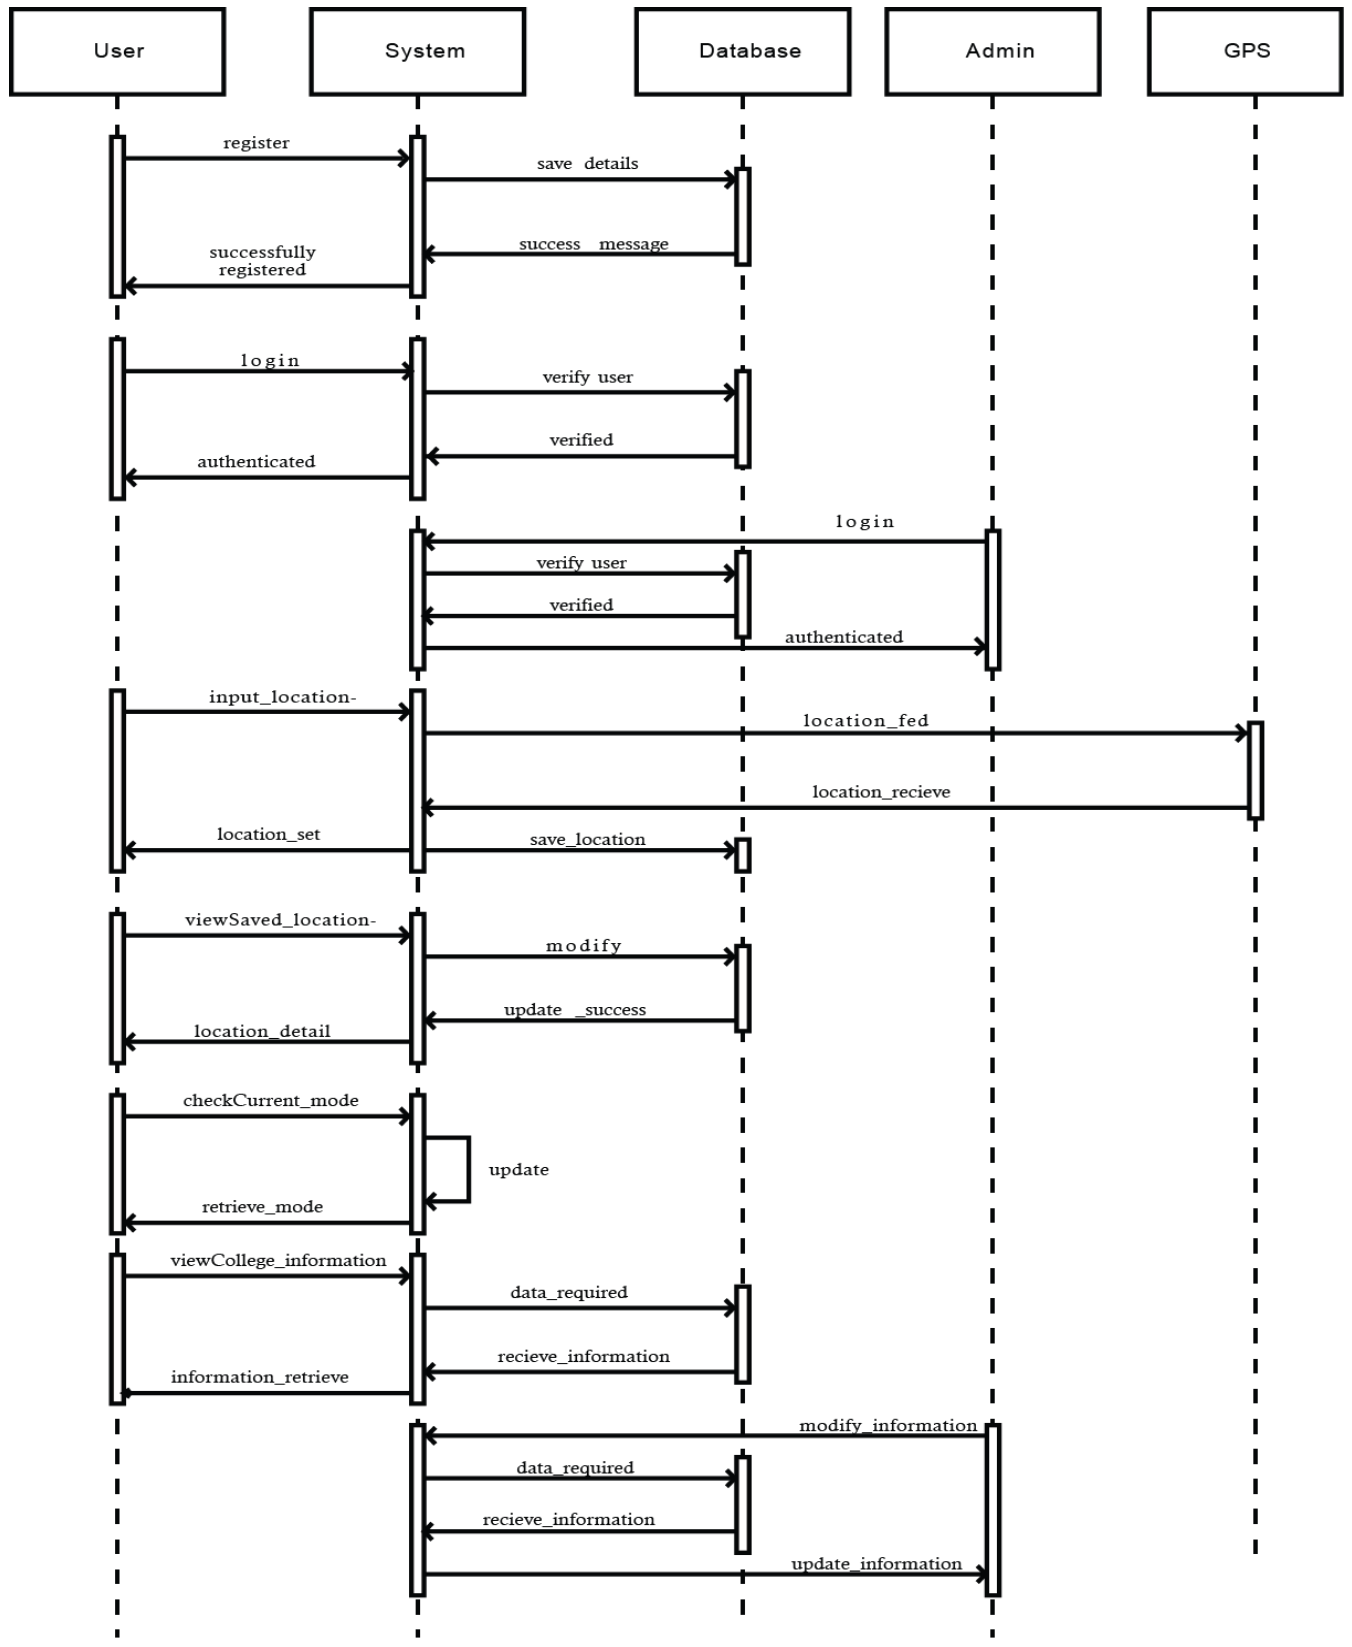 User
System
Database
Admin
GPS
register
save details
success message
successfully
registered
login
verify user
verified
authenticated
login
verify user
verified
authenticated
input_location-
location_fed
location_recieve
location_set
save_location
viewSaved_location-
modify
update _success
location_detail
checkCurrent_mode
update
retrieve_mode
viewCollege_information
data_required
recieve_information
information_retrieve
modify_information
data_required
recieve_information
update_information